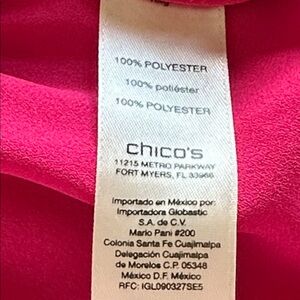 100% POLYESTER
100% poliéster
100% POLYESTER
chico's
11215 METRO PARKWAY
FORT MYERS, FL 33966
Importado en México por:
Importadora Globastic
S.A. de C.V.
Mario Pani #200
Colonia Santa Fe Cuajimalpa
Delegación Cuajimalpa
de Morelos C.P. 05348
México D.F. México
RFC: IGL090327SE5